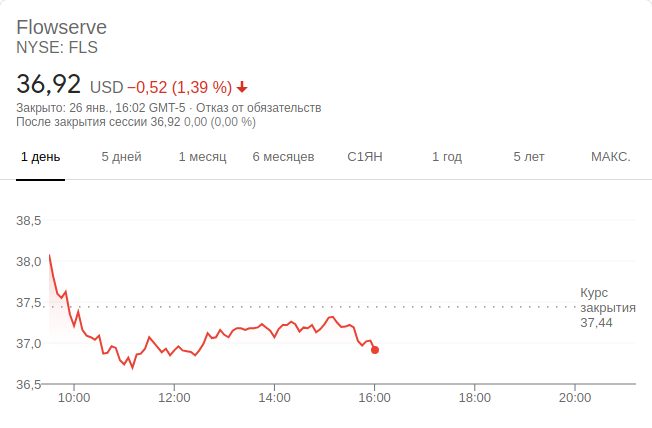 Flowserve
NYSE: FLS
36,92 USD −0,52 (1,39 %)
Закрыто: 26 янв., 16:02 GMT-5 · Отказ от обязательств
После закрытия сессии 36,92 0,00 (0,00 %)
1 день 5 дней 1 месяц 6 месяцев С1ЯН 1 год 5 лет МАКС.
38,5
38,0
37,5
37,0
36,5
Курс
закрытия
37,44
10:00 12:00 14:00 16:00 18:00 20:00